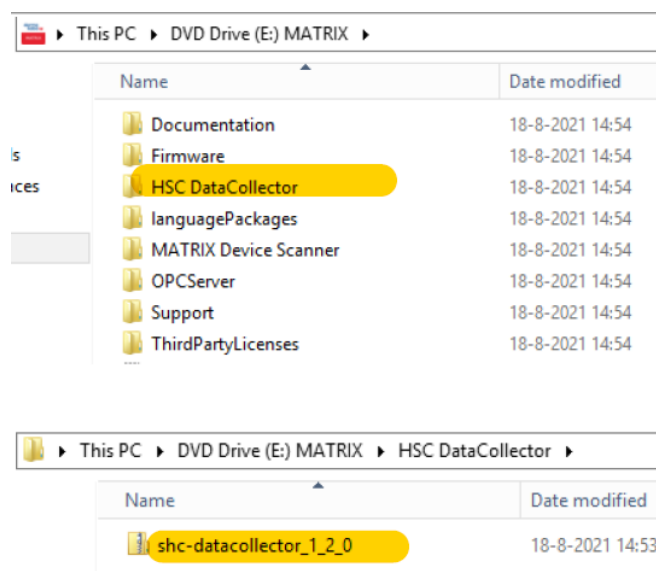 This PC DVD Drive (E:) MATRIX
Name Date modified
Documentation 18-8-2021 14:54
Firmware 18-8-2021 14:54
HSC DataCollector 18-8-2021 14:54
languagePackages 18-8-2021 14:54
MATRIX Device Scanner 18-8-2021 14:54
OPCServer 18-8-2021 14:54
Support 18-8-2021 14:54
ThirdPartyLicenses 18-8-2021 14:54
This PC DVD Drive (E:) MATRIX HSC DataCollector
Name Date modified
shc-datacollector_1_2_0 18-8-2021 14:53